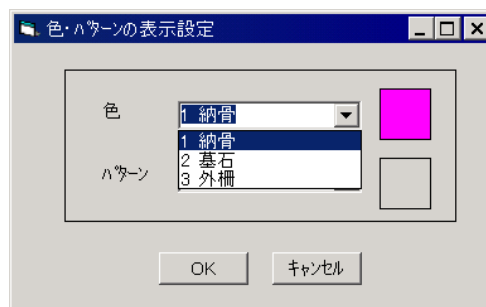 色・ﾊﾟﾀｰﾝの表示設定
色
1 納骨
1 納骨
2 墓石
3 外柵
ﾊﾟﾀｰﾝ
OK
ｷｬﾝｾﾙ